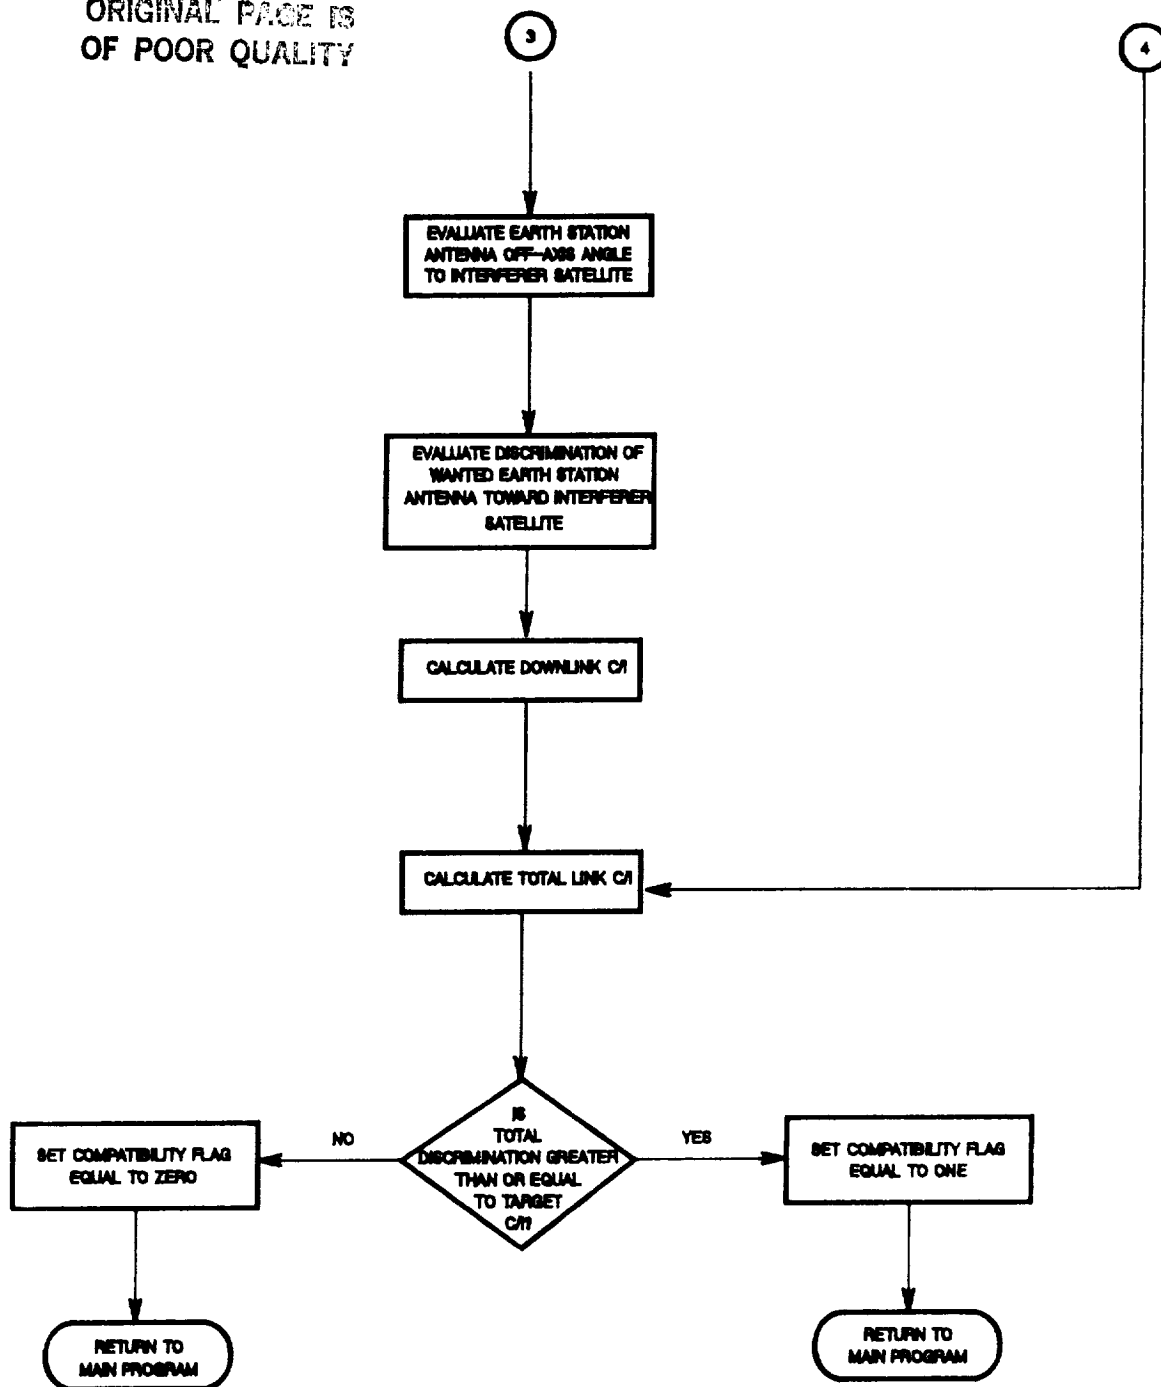 ORIGINAL PAGE IS
OF POOR QUALITY
3
4
EVALUATE EARTH STATION
ANTENNA OFF-AXIS ANGLE
TO INTERFERER SATELLITE
EVALUATE DISCRIMINATION OF
WANTED EARTH STATION
ANTENNA TOWARD INTERFERER
SATELLITE
CALCULATE DOWNLINK C/I
CALCULATE TOTAL LINK C/I
IS
TOTAL
DISCRIMINATION GREATER
THAN OR EQUAL
TO TARGET
C/I?
NO
YES
SET COMPATIBILITY FLAG
EQUAL TO ZERO
SET COMPATIBILITY FLAG
EQUAL TO ONE
RETURN TO
MAIN PROGRAM
RETURN TO
MAIN PROGRAM